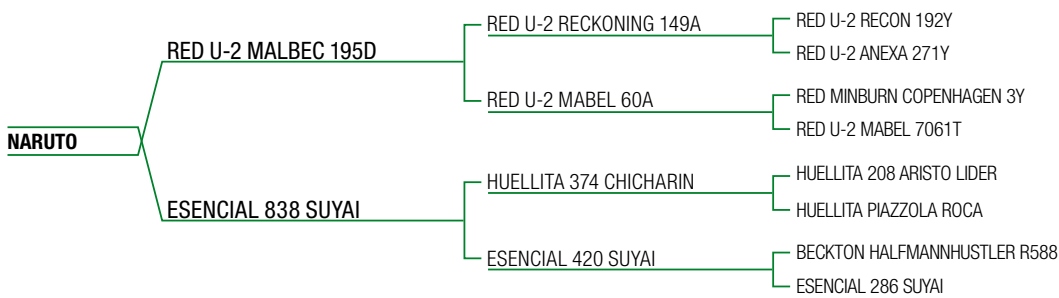 RED U-2 RECKONING 149A
RED U-2 RECON 192Y
RED U-2 MALBEC 195D
RED U-2 ANEXA 271Y
RED U-2 MABEL 60A
RED MINBURN COPENHAGEN 3Y
RED U-2 MABEL 7061T
NARUTO
HUELLITA 374 CHICHARIN
HUELLITA 208 ARISTO LIDER
ESENCIAL 838 SUYAI
HUELLITA PIAZZOLA ROCA
ESENCIAL 420 SUYAI
BECKTON HALFMANNHUSTLER R588
ESENCIAL 286 SUYAI